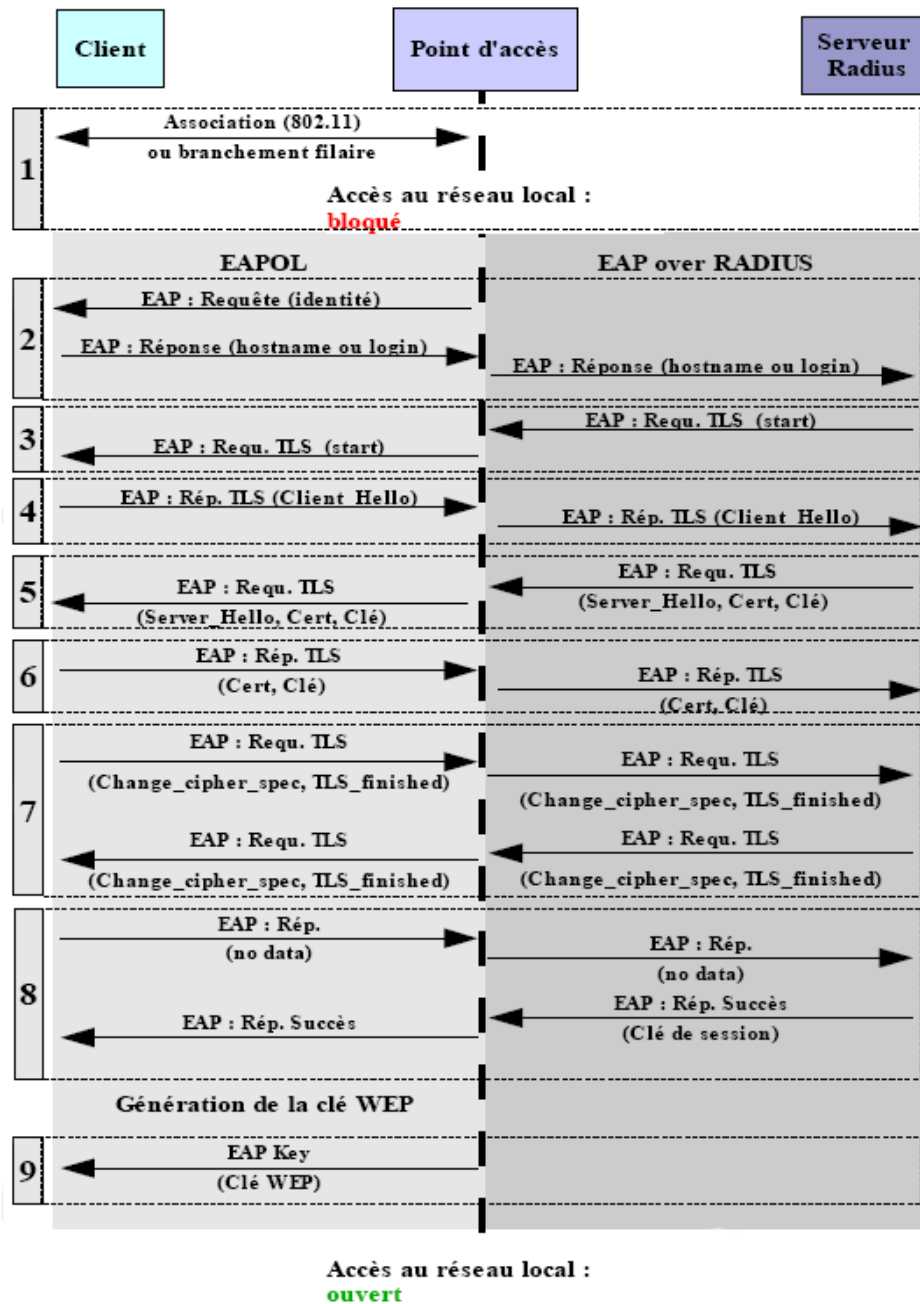 Client
Point d'accès
Serveur
Radius
1
Association (802.11)
ou branchement filaire
Accès au réseau local :
bloqué
EAPOL
EAP over RADIUS
2
EAP : Requête (identité)
EAP : Réponse (hostname ou login)
EAP : Réponse (hostname ou login)
3
EAP : Requ. TLS (start)
EAP : Requ. TLS (start)
4
EAP : Rép. TLS (Client_Hello)
EAP : Rép. TLS (Client_Hello)
5
EAP : Requ. TLS
(Server_Hello, Cert, Clé)
EAP : Requ. TLS
(Server_Hello, Cert, Clé)
6
EAP : Rép. TLS
(Cert, Clé)
EAP : Rép. TLS
(Cert, Clé)
7
EAP : Requ. TLS
(Change_cipher_spec, TLS_finished)
EAP : Requ. TLS
(Change_cipher_spec, TLS_finished)
EAP : Requ. TLS
(Change_cipher_spec, TLS_finished)
EAP : Requ. TLS
(Change_cipher_spec, TLS_finished)
8
EAP : Rép.
(no data)
EAP : Rép.
(no data)
EAP : Rép. Succès
(Clé de session)
EAP : Rép. Succès
Génération de la clé WEP
9
EAP Key
(Clé WEP)
Accès au réseau local :
ouvert